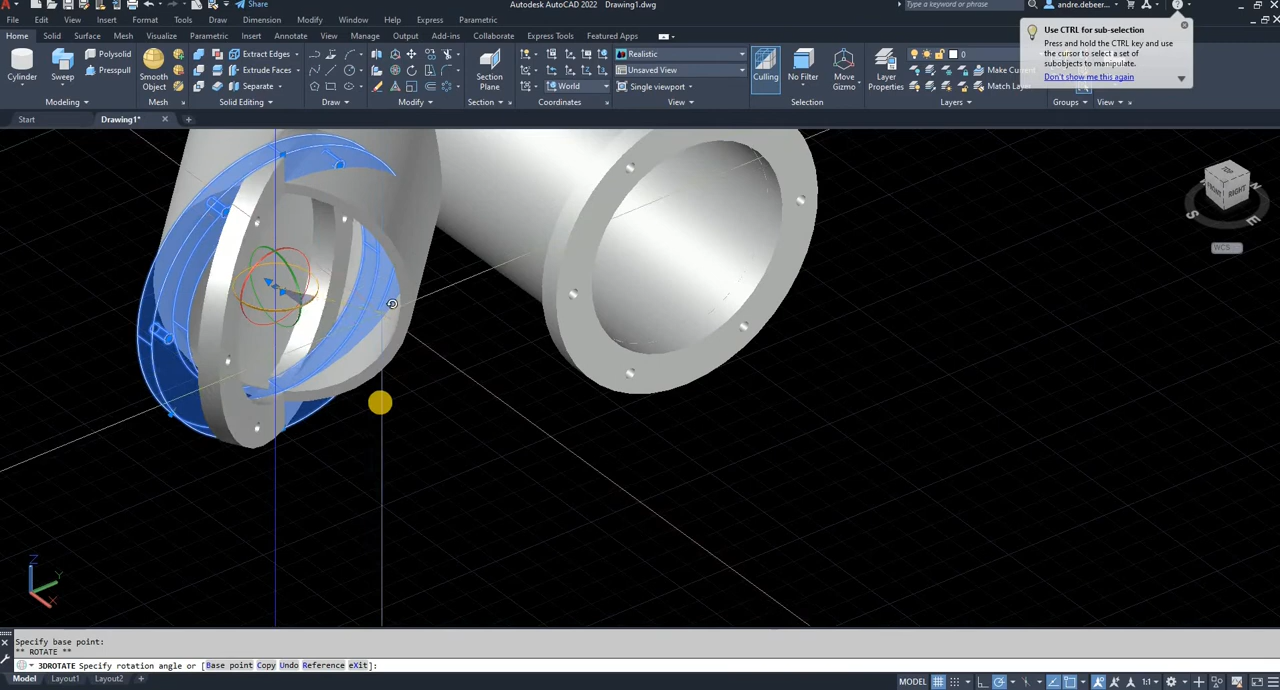 Share
Autodesk AutoCAD 2022 Drawing1.dwg
Type a keyword or phrase
andre.debeer...
File Edit View Insert Format Tools Draw Dimension Modify Window Help Express Parametric
Home Solid Surface Mesh Visualize Parametric Insert Annotate View Manage Output Add-ins Collaborate Express Tools Featured Apps
Cylinder
Sweep
Polysolid
Presspull
Smooth Object
Extrude Faces
Extract Edges
Separate
Realistic
Unsaved View
World
Single viewport
Section Plane
Culling
No Filter
Move Gizmo
Layer Properties
0
Make Current
Match Layer
Modeling
Mesh
Solid Editing
Draw
Modify
Section
Coordinates
View
Selection
Layers
Groups
View
Use CTRL for sub-selection
Press and hold the CTRL key and use
the cursor to select a set of
subobjects to manipulate.
Don't show me this again
Start Drawing1*
TOP
FRONT
RIGHT
N
S
E
WCS
Z
Y
X
Specify base point:
** ROTATE **
3DROTATE Specify rotation angle or [Base point Copy Undo Reference eXit]:
Model Layout1 Layout2 +
MODEL
1:1